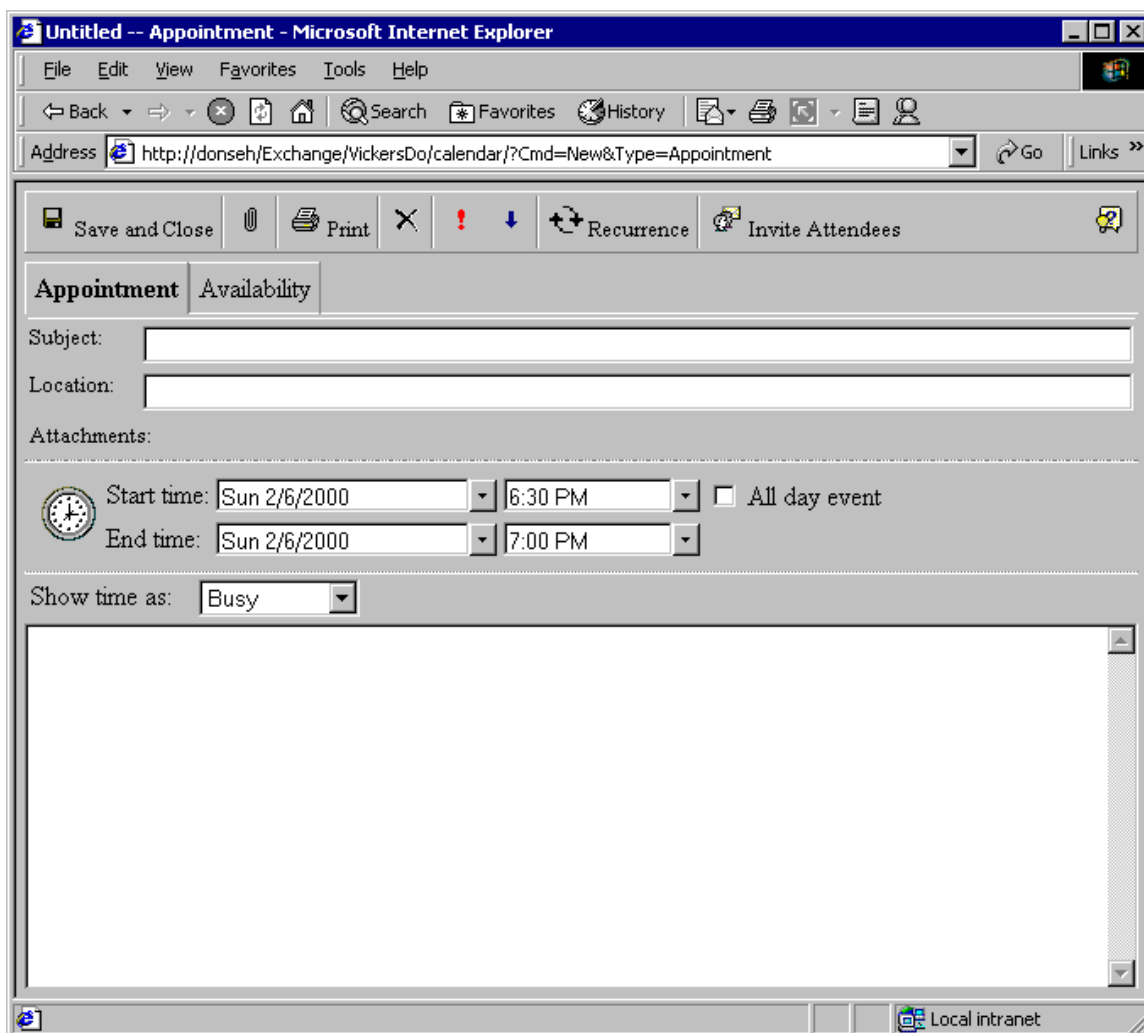 Untitled -- Appointment - Microsoft Internet Explorer
File Edit View Favorites Tools Help
Back Search Favorites History
Address http://donseh/Exchange/VickersDo/calendar/?Cmd=New&Type=Appointment Go Links »
Save and Close Print Recurrence Invite Attendees
Appointment Availability
Subject:
Location:
Attachments:
Start time: Sun 2/6/2000 6:30 PM All day event
End time: Sun 2/6/2000 7:00 PM
Show time as: Busy
Local intranet